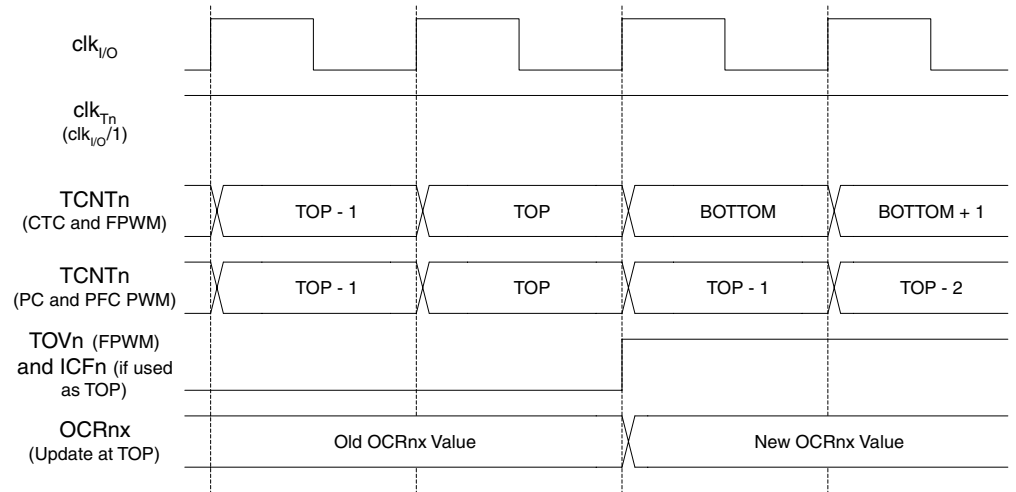 clkI/O
clkTn
(clkI/O/1)
TCNTn
(CTC and FPWM)
TOP - 1
TOP
BOTTOM
BOTTOM + 1
TCNTn
(PC and PFC PWM)
TOP - 1
TOP
TOP - 1
TOP - 2
TOVn (FPWM)
and ICFn (if used
as TOP)
OCRnx
(Update at TOP)
Old OCRnx Value
New OCRnx Value